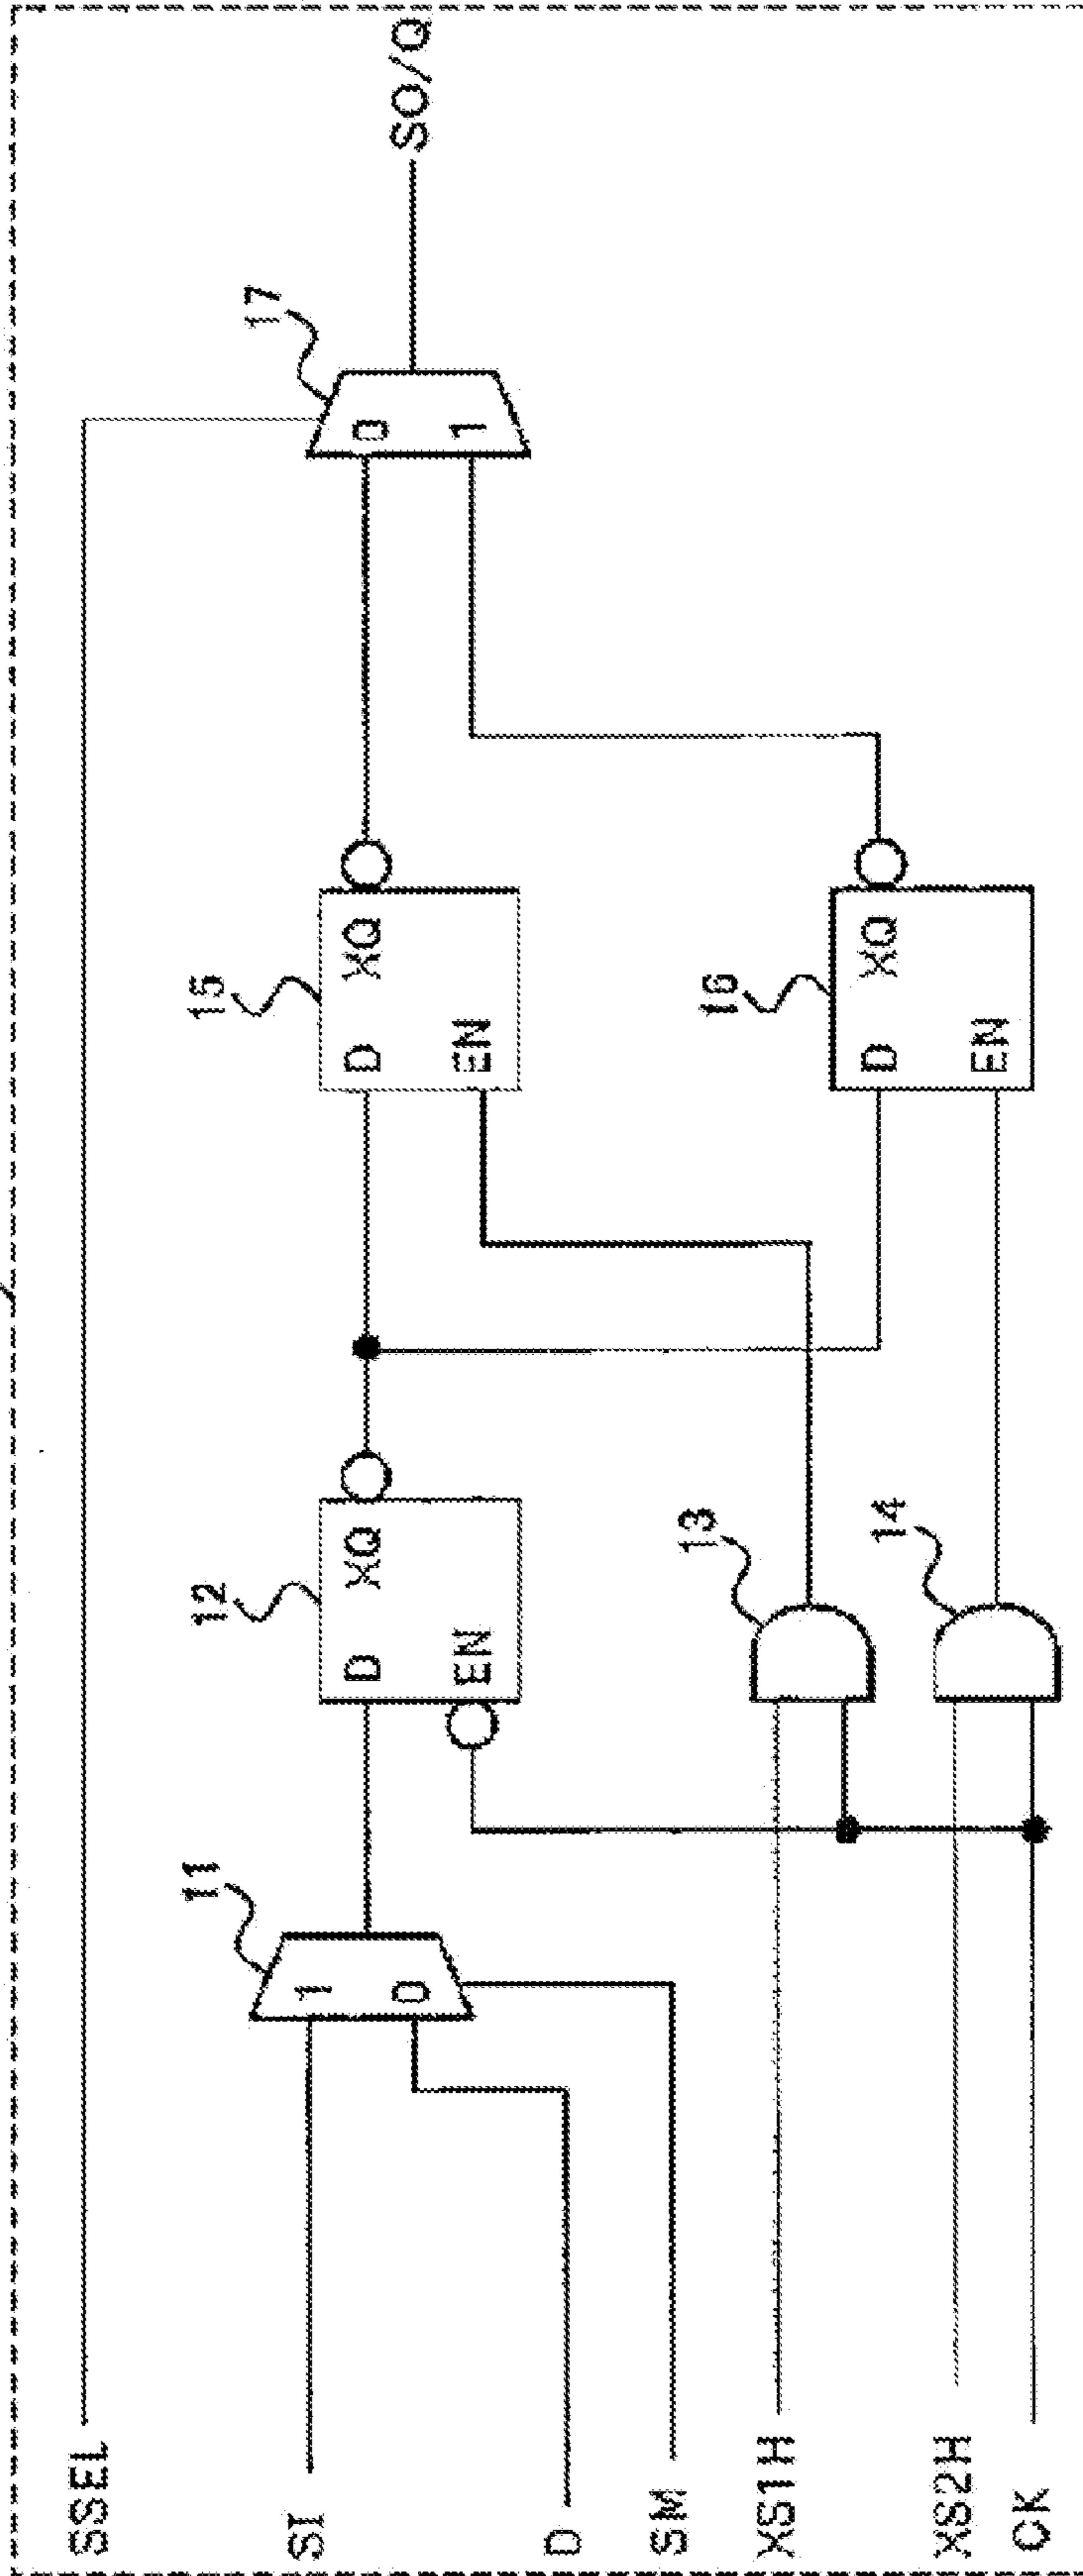 SSEL
SI
D
SM
XS1H
XS2H
CK
11
1
0
12
D XQ
EN
13
14
15
D XQ
EN
16
D XQ
EN
17
0
1
SO/Q